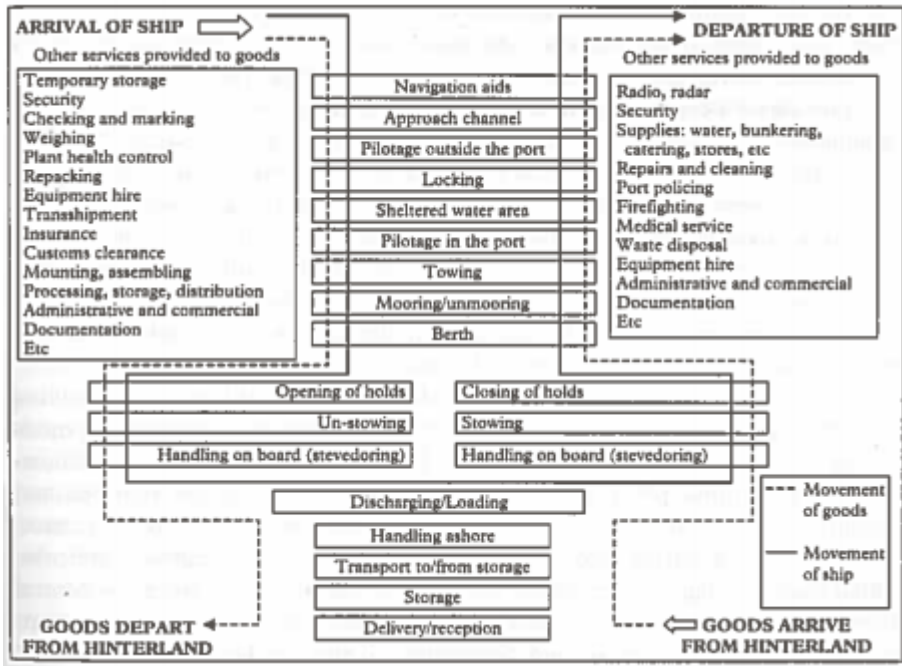 ARRIVAL OF SHIP
Other services provided to goods
Temporary storage
Security
Checking and marking
Weighing
Plant health control
Repacking
Equipment hire
Transshipment
Insurance
Customs clearance
Mounting, assembling
Processing, storage, distribution
Administrative and commercial
Documentation
Etc
DEPARTURE OF SHIP
Other services provided to goods
Radio, radar
Security
Supplies: water, bunkering,
catering, stores, etc
Repairs and cleaning
Port policing
Firefighting
Medical service
Waste disposal
Equipment hire
Administrative and commercial
Documentation
Etc
Navigation aids
Approach channel
Pilotage outside the port
Locking
Sheltered water area
Pilotage in the port
Towing
Mooring/unmooring
Berth
Opening of holds
Closing of holds
Un-stowing
Stowing
Handling on board (stevedoring)
Handling on board (stevedoring)
Discharging/Loading
Handling ashore
Transport to/from storage
Storage
Delivery/reception
Movement
of goods
Movement
of ship
GOODS DEPART
FROM HINTERLAND
GOODS ARRIVE
FROM HINTERLAND